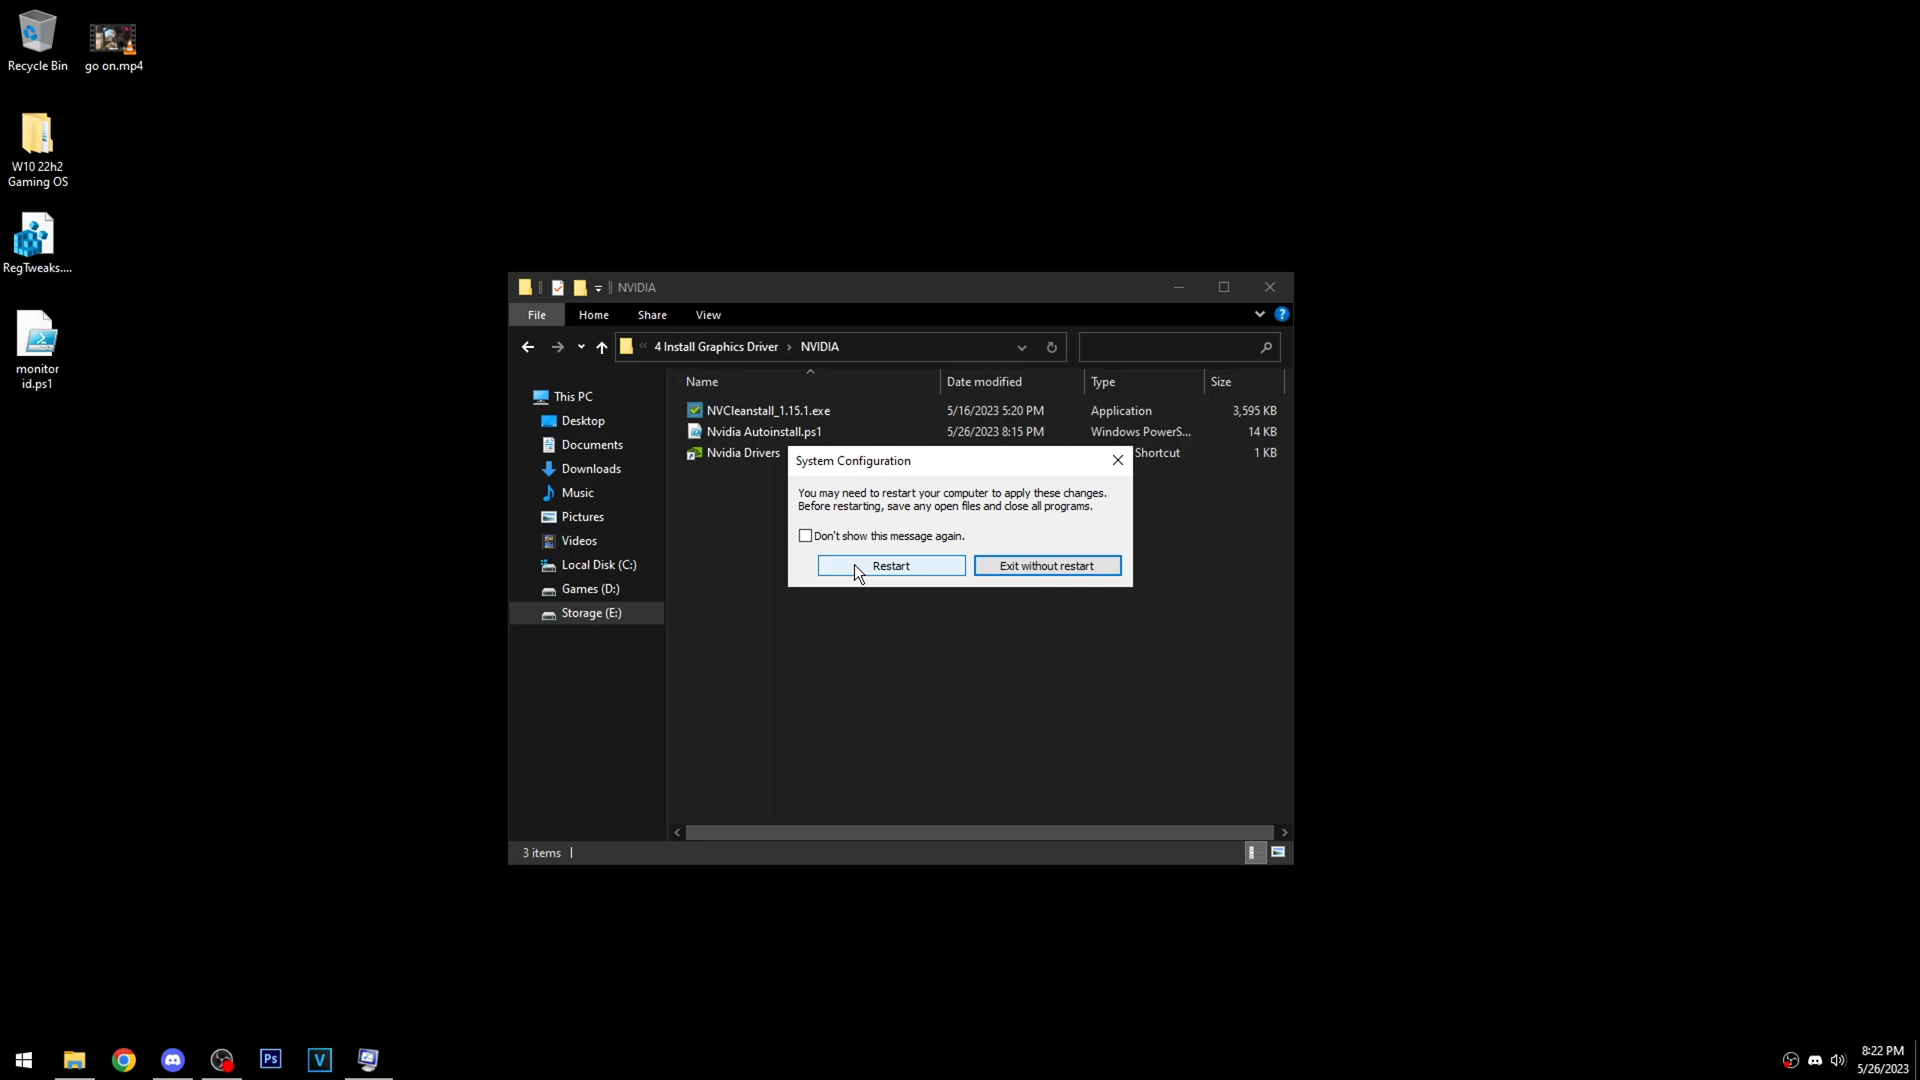 Recycle Bin
go on.mp4
W10 22h2
Gaming OS
RegTweaks....
monitor
id.ps1
NVIDIA
File
Home
Share
View
?
« 4 Install Graphics Driver › NVIDIA
Name
Date modified
Type
Size
NVCleanstall_1.15.1.exe
5/16/2023 5:20 PM
Application
3,595 KB
Nvidia Autoinstall.ps1
5/26/2023 8:15 PM
Windows PowerS...
14 KB
Nvidia Drivers
Shortcut
1 KB
This PC
Desktop
Documents
Downloads
Music
Pictures
Videos
Local Disk (C:)
Games (D:)
Storage (E:)
System Configuration
You may need to restart your computer to apply these changes.
Before restarting, save any open files and close all programs.
Don't show this message again.
Restart
Exit without restart
3 items
Ps
V
8:22 PM
5/26/2023